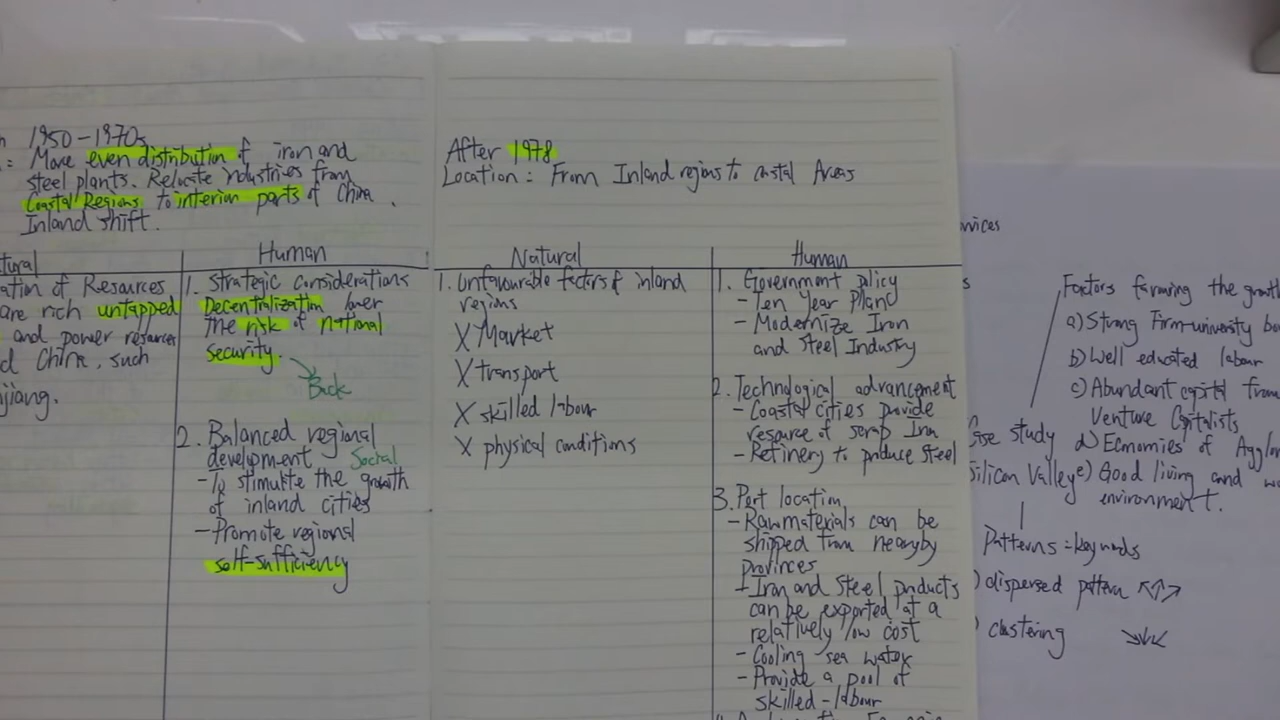 1950-1970s
: More even distribution of iron and
steel plants. Relocate industries from
Coastal Regions to interior parts of China.
Inland shift.
Human
ation of Resources
are rich untapped
and power resources
China, such
jiang.
1. Strategic considerations
Decentralization lower
the risk of national
security.
Back
2. Balanced regional
development Social
- To stimulate the growth
of inland cities
- Promote regional
self-sufficiency
After 1978
Location: From Inland regions to coastal Areas
Natural
1. Unfavourable factors of inland
regions
X Market
X transport
X skilled labour
X physical conditions
Human
1. Government policy
- Ten Year Pland
- Modernize Iron
and Steel Industry
2. Technological advancement
- Coastal cities provide
resource of scrap Iron
- Refinery to produce steel
3. Port location
- Raw materials can be
shipped from nearyby
provinces
- Iron and Steel products
can be exported at a
relatively low cost
- Cooling sea water
- Provide a pool of
skilled-labour
Factors favouring the growt
a) Strong Firm-university
b) Well educated labour
c) Abundant capital from
Venture Capitalists
d) Economies of Agglo
e) Good living and
environment.
ase study
Silicon Valley
Patterns = keywords
) dispersed pattern ↖↑↗
) clustering ↘↓↙